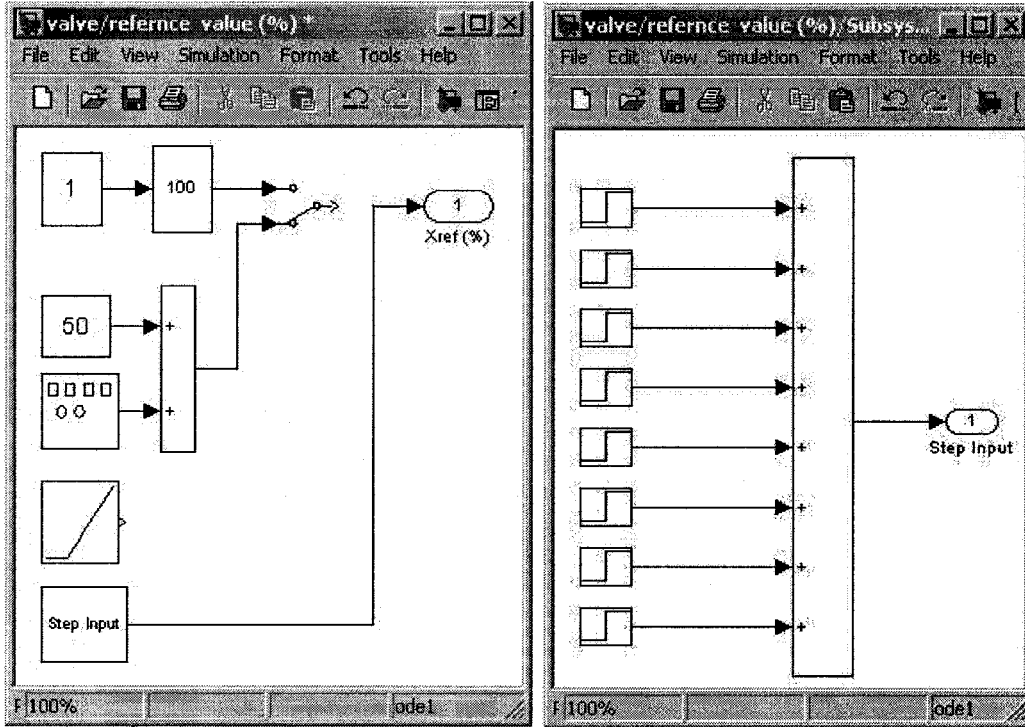 valve/refernce value (%) *
File Edit View Simulation Format Tools Help
1
100
1
Xref (%)
50
+
+
Step Input
100%
ode1
valve/refernce value (%)/Subsys...
File Edit View Simulation Format Tools Help
+
+
+
+
+
+
+
+
1
Step Input
100%
ode1